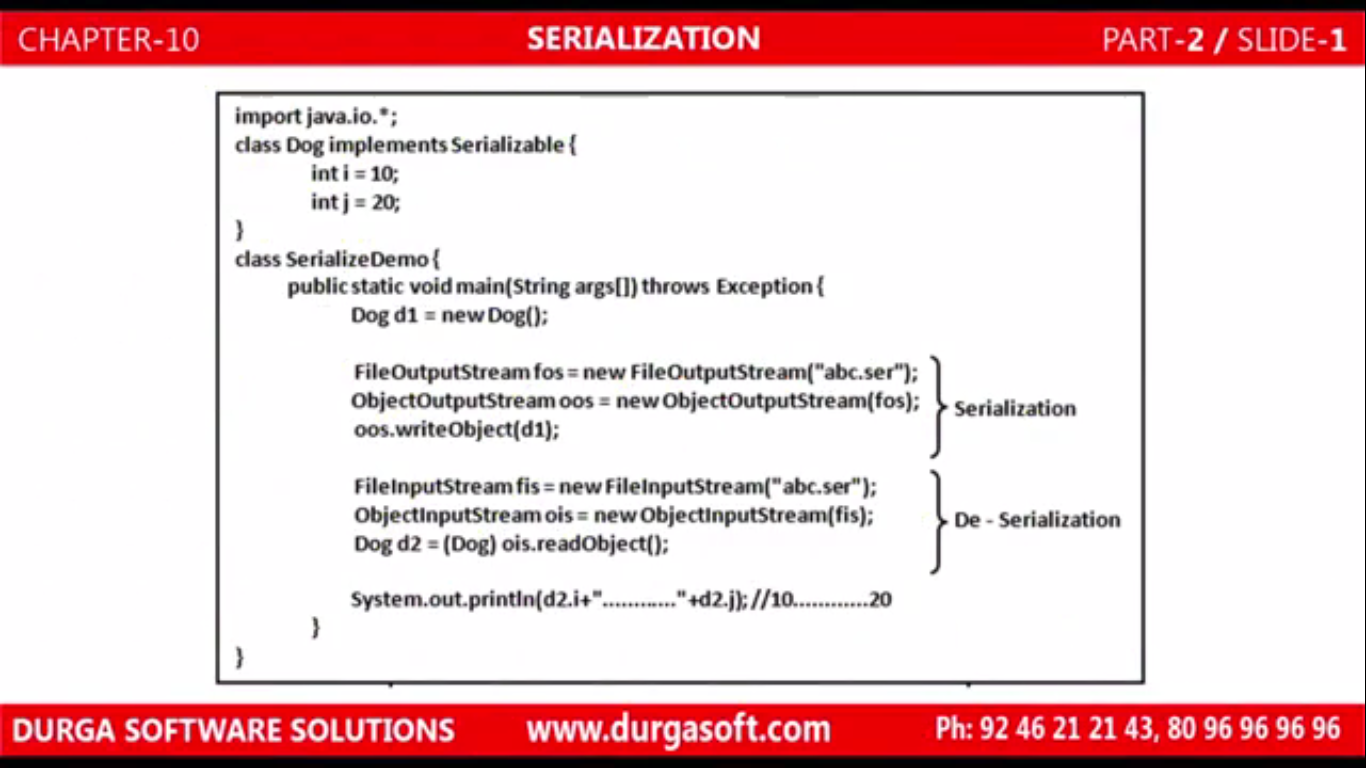 CHAPTER-10 SERIALIZATION PART-2 / SLIDE-1
import java.io.*;
class Dog implements Serializable {
int i = 10;
int j = 20;
}
class SerializeDemo {
public static void main(String args[]) throws Exception {
Dog d1 = new Dog();
FileOutputStream fos = new FileOutputStream("abc.ser");
ObjectOutputStream oos = new ObjectOutputStream(fos);
oos.writeObject(d1);
Serialization
FileInputStream fis = new FileInputStream("abc.ser");
ObjectInputStream ois = new ObjectInputStream(fis);
Dog d2 = (Dog) ois.readObject();
De - Serialization
System.out.println(d2.i+"............"+d2.j); //10............20
}
}
DURGA SOFTWARE SOLUTIONS www.durgasoft.com Ph: 92 46 21 21 43, 80 96 96 96 96